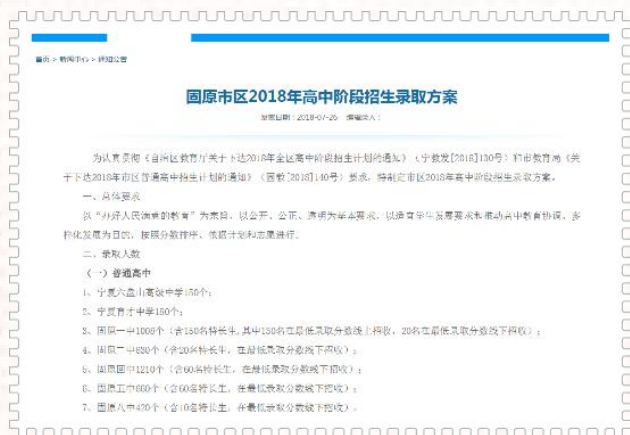 首页 > 新闻中心 > 通知公告
固原市区2018年高中阶段招生录取方案
发布日期：2018-07-26 编辑录入：
为认真贯彻《自治区教育厅关于下达2018年全区高中阶段招生计划的通知》（宁教发[2018]130号）和市教育局《关
于下达2018年市区普通高中招生计划的通知》（固教[2018]140号）要求，特制定市区2018年高中阶段招生录取方案。
一、总体要求
以“办好人民满意的教育”为宗旨，以公开、公正、透明为基本要求，以适宜学生发展要求和推动高中教育协调、多
样化发展为目的，按照分数排序、依据计划和志愿进行。
二、录取人数
（一）普通高中
1、宁夏六盘山高级中学150个；
2、宁夏育才中学150个；
3、固原一中1006个（含150名特长生,其中130名在最低录取分数线上招收，20名在最低录取分数线下招收）；
4、固原二中830个（含20名特长生，在最低录取分数线下招收）；
5、固原回中1210个（含60名特长生，在最低录取分数线下招收）；
6、固原五中660个（含60名特长生，在最低录取分数线下招收）；
7、固原八中420个（含10名特长生，在最低录取分数线下招收）。